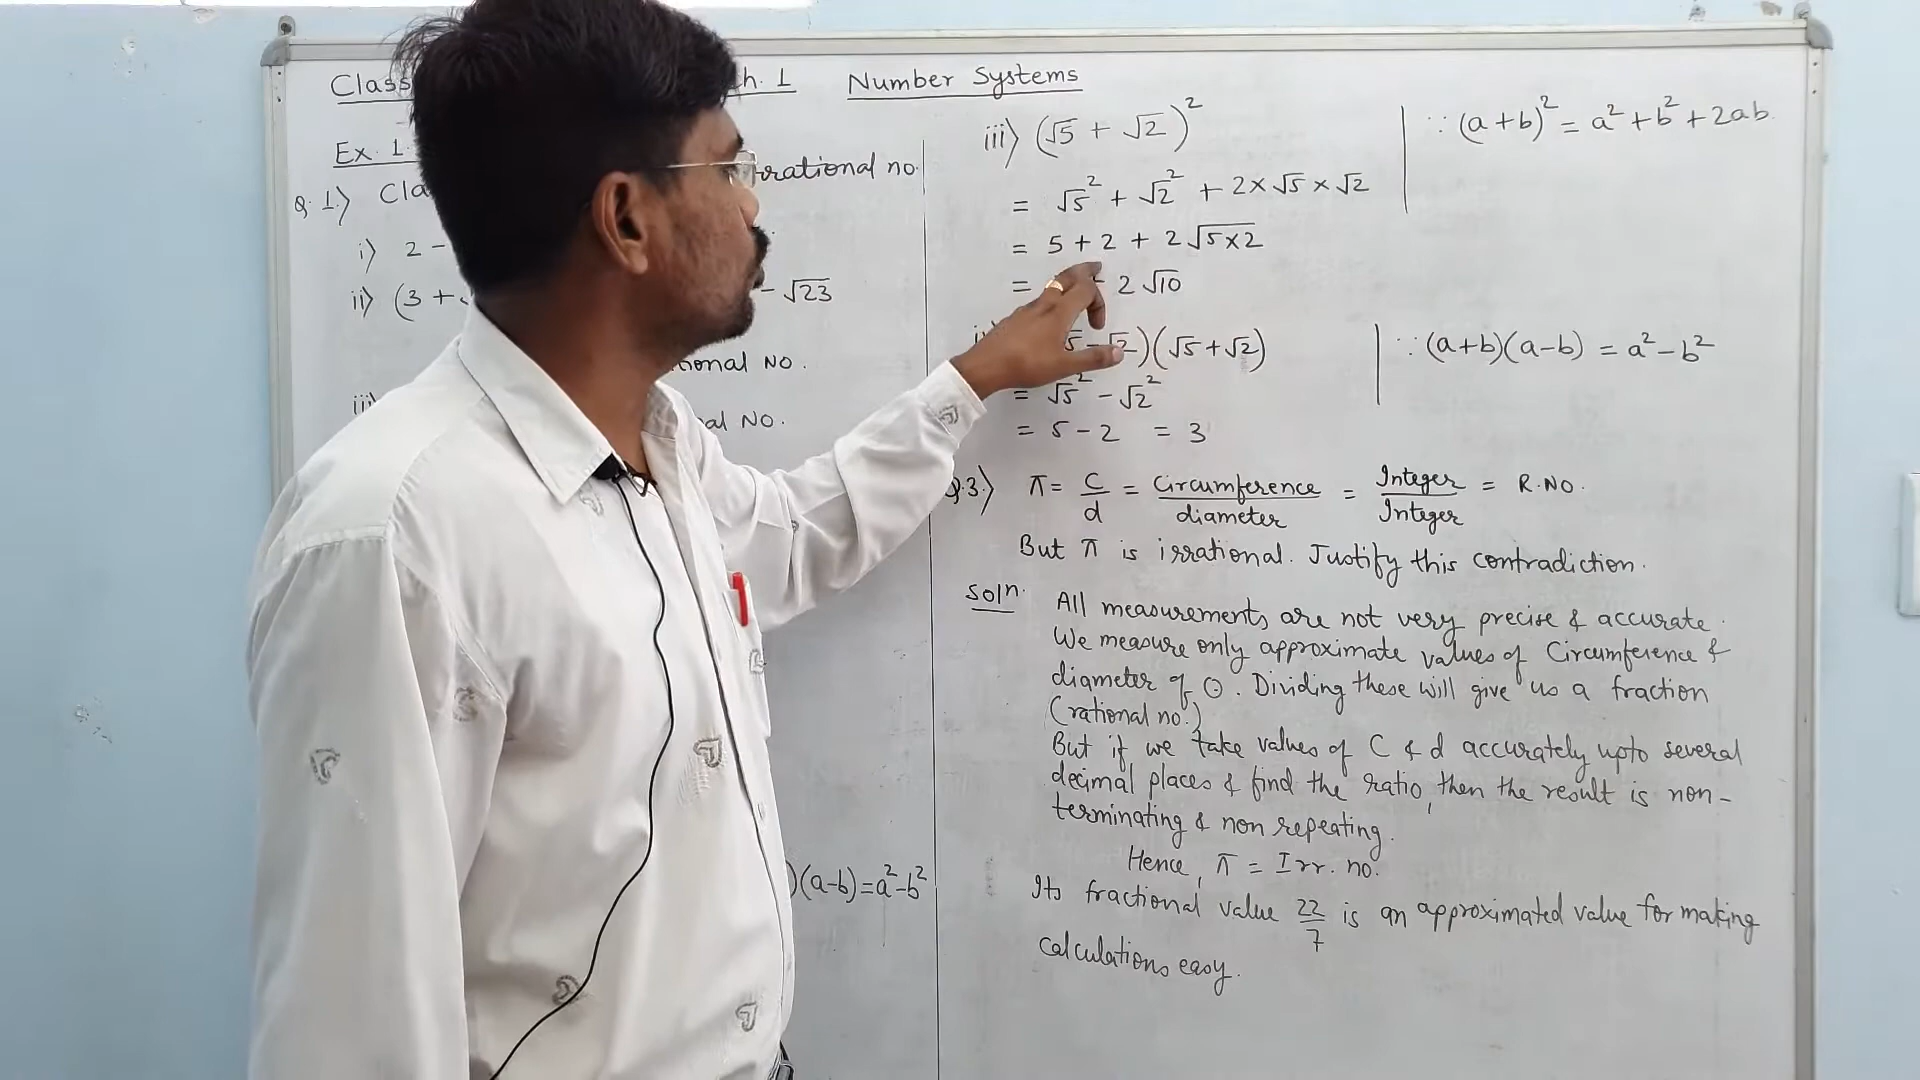 Class h. 1 Number Systems
Ex. 1.
Q. 1.) Cla rrational no.
i) 2 -
ii) (3 + - √23
ional No.
iii)
al No.
)(a-b)=a²-b²
iii) (√5 + √2)² ∵ (a+b)² = a² + b² + 2ab.
= √5² + √2² + 2 × √5 × √2
= 5 + 2 + 2√5×2
= + 2√10
√5 - √2)(√5 + √2) ∵ (a+b)(a-b) = a² - b²
= √5² - √2²
= 5 - 2 = 3
Q.3.) π = C/d = Circumference/diameter = Integer/Integer = R.No.
But π is irrational. Justify this contradiction.
Solⁿ. All measurements are not very precise & accurate.
We measure only approximate values of Circumference &
diameter of ⊙. Dividing these will give us a fraction
(rational no.)
But if we take values of C & d accurately upto several
decimal places & find the ratio, then the result is non-
terminating & non repeating.
Hence, π = Irr. no.
Its fractional value 22/7 is an approximated value for making
calculations easy.